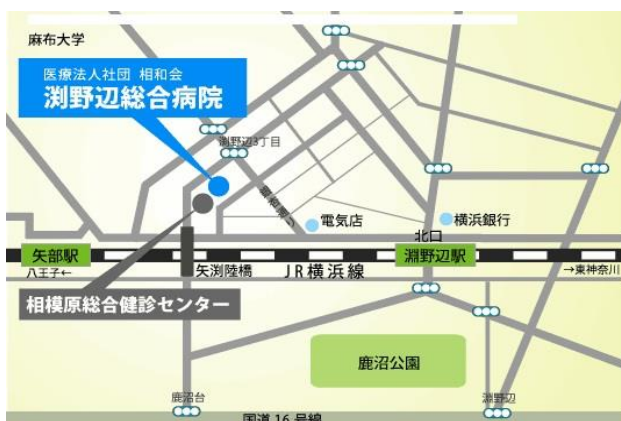 麻布大学
医療法人社団 相和会
渕野辺総合病院
渕野辺3丁目
電気店
横浜銀行
北口
矢部駅
淵野辺駅
八王子←
矢渕陸橋
JR横浜線
→東神奈川
相模原総合健診センター
鹿沼公園
鹿沼台
淵野辺
国道16号線